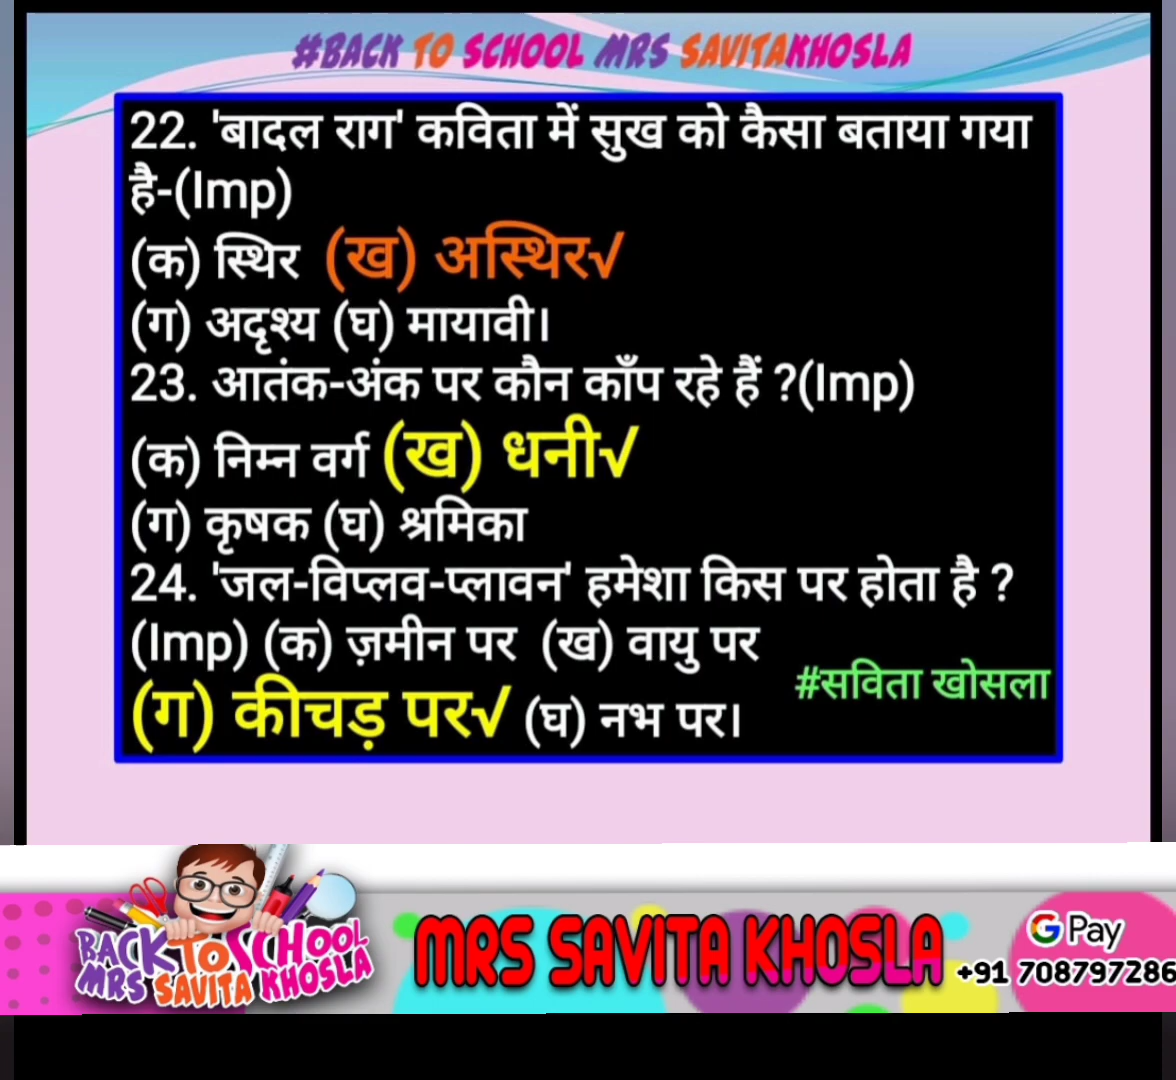 #BACK TO SCHOOL MRS SAVITAKHOSLA
22. 'बादल राग' कविता में सुख को कैसा बताया गया
है-(Imp)
(क) स्थिर (ख) अस्थिर√
(ग) अदृश्य (घ) मायावी।
23. आतंक-अंक पर कौन काँप रहे हैं ?(Imp)
(क) निम्न वर्ग (ख) धनी√
(ग) कृषक (घ) श्रमिका
24. 'जल-विप्लव-प्लावन' हमेशा किस पर होता है ?
(Imp) (क) ज़मीन पर (ख) वायु पर
#सविता खोसला
(ग) कीचड़ पर√ (घ) नभ पर।
BACK TO SCHOOL
MRS SAVITA KHOSLA
MRS SAVITA KHOSLA
G Pay
+91 708797286